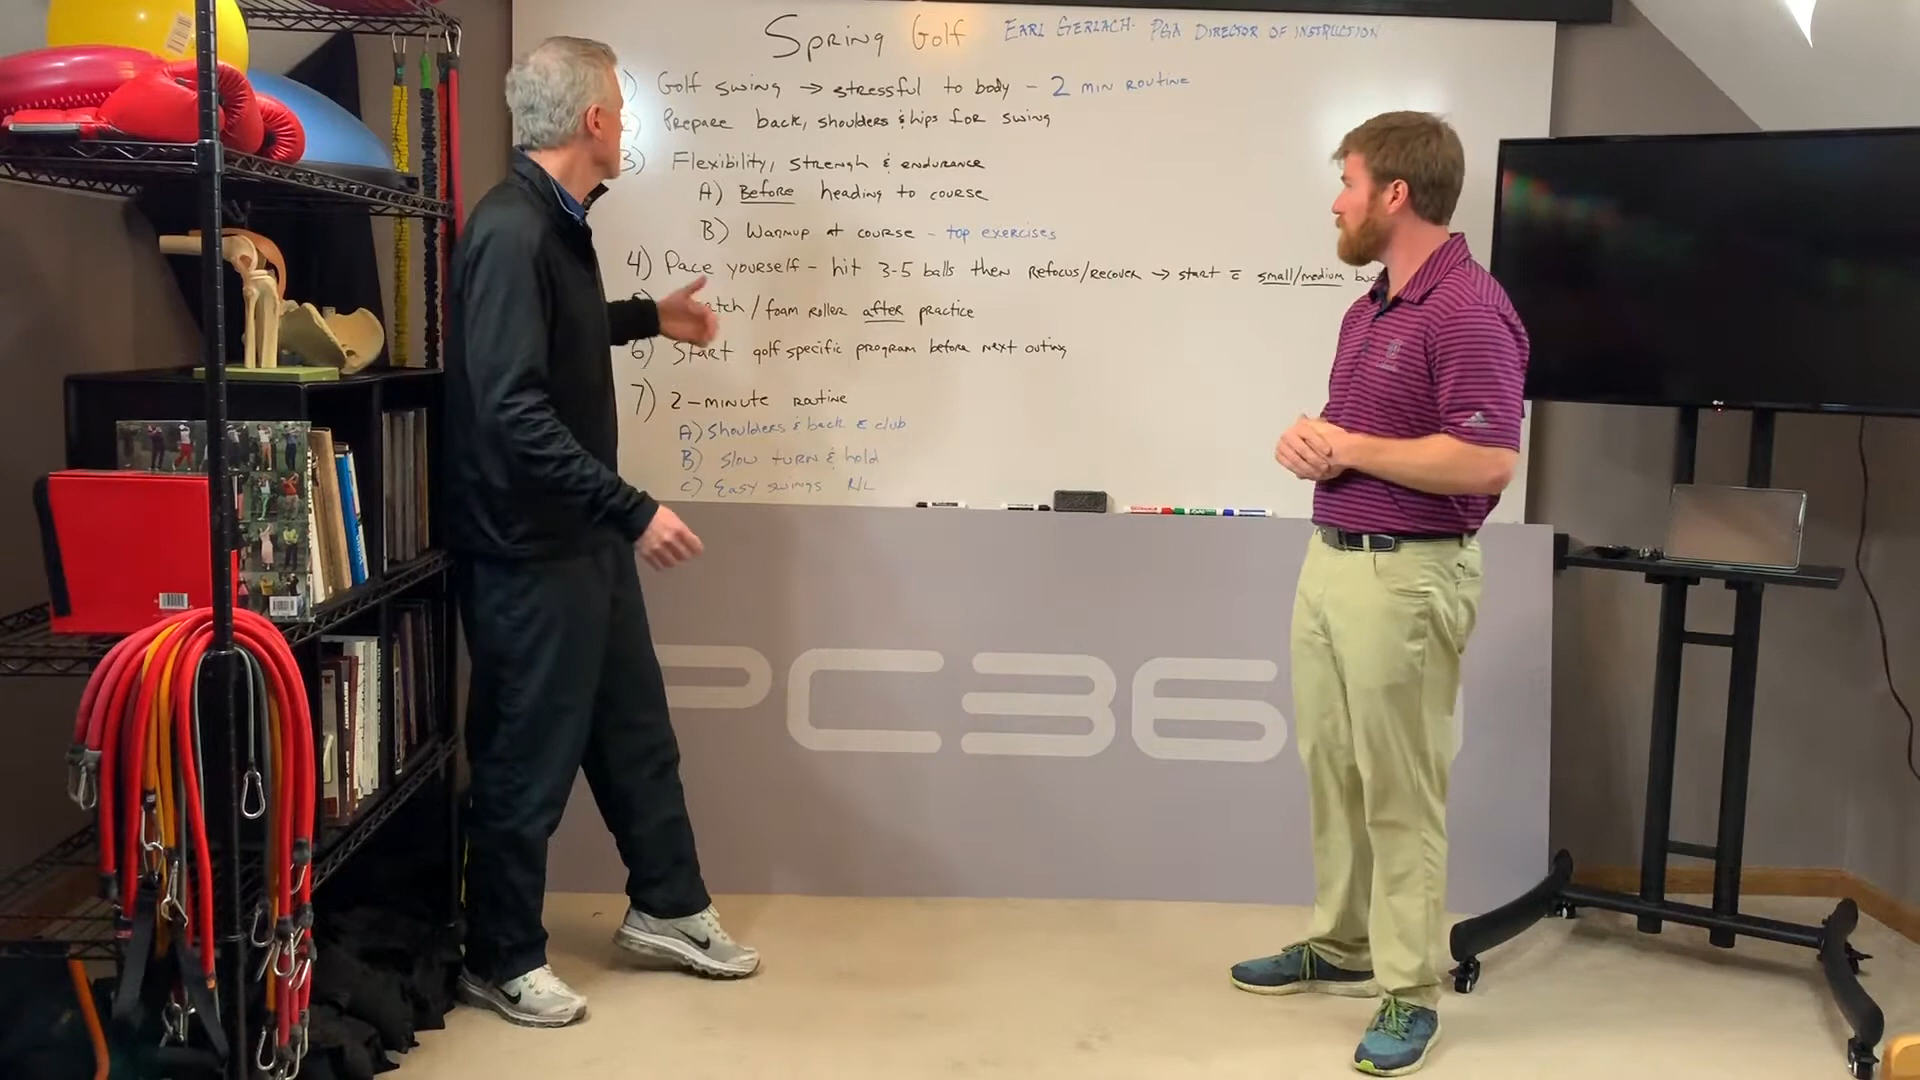 Spring Golf EARL GERLACH- PGA DIRECTOR OF INSTRUCTION
1) Golf swing → stressful to body - 2 min routine
2) Prepare back, shoulders & hips for swing
3) Flexibility, strengh & endurance
A) Before heading to course
B) Warmup at course - top exercises
4) Pace yourself - hit 3-5 balls then Refocus/Recover → start c̄ small/medium
/ foam roller after practice
6) Start golf specific program before next outing
7) 2-minute routine
A) Shoulders & back c̄ club
B) Slow turn & hold
C) Easy swings R/L
PC36